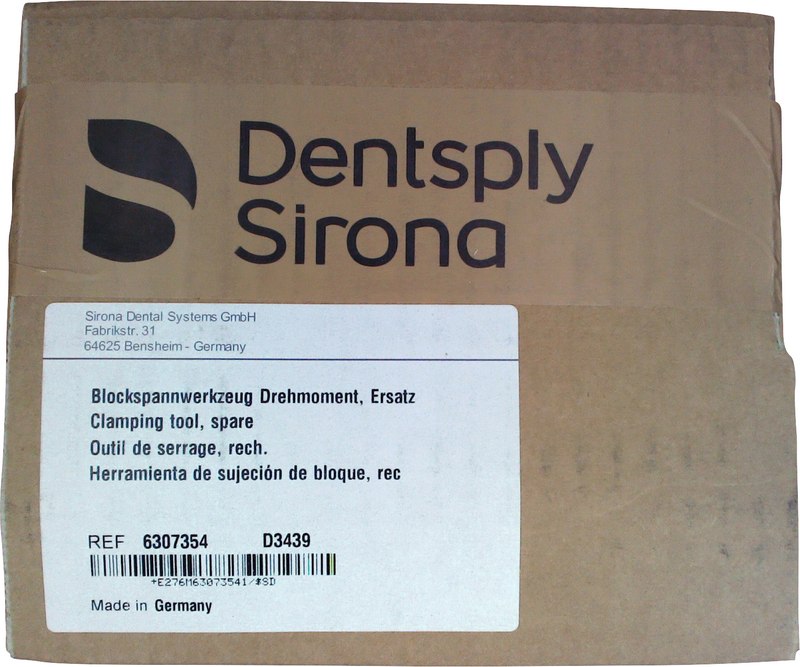 Dentsply
Sirona
Sirona Dental Systems GmbH
Fabrikstr. 31
64625 Bensheim - Germany
Blockspannwerkzeug Drehmoment, Ersatz
Clamping tool, spare
Outil de serrage, rech.
Herramienta de sujeción de bloque, rec
REF 6307354 D3439
+E276M63073541/#SD
Made in Germany